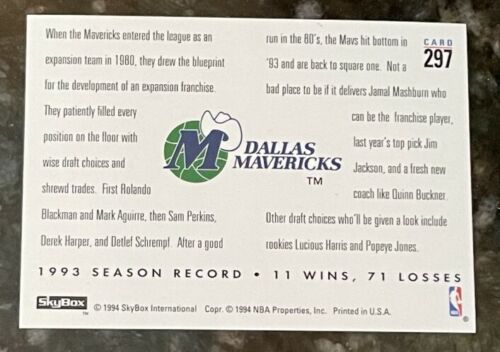 When the Mavericks entered the league as an
expansion team in 1980, they drew the blueprint
for the development of an expansion franchise.
They patiently filled every
position on the floor with
wise draft choices and
shrewd trades. First Rolando
Blackman and Mark Aguirre, then Sam Perkins,
Derek Harper, and Detlef Schrempf. After a good
run in the 80's, the Mavs hit bottom in
'93 and are back to square one. Not a
bad place to be if it delivers Jamal Mashburn who
can be the franchise player,
last year's top pick Jim
Jackson, and a fresh new
coach like Quinn Buckner.
Other draft choices who'll be given a look include
rookies Lucious Harris and Popeye Jones.
CARD
297
M
DALLAS
MAVERICKS
TM
1993 SEASON RECORD • 11 WINS, 71 LOSSES
SkyBox TM © 1994 SkyBox International Copr. © 1994 NBA Properties, Inc. Printed in U.S.A.
®